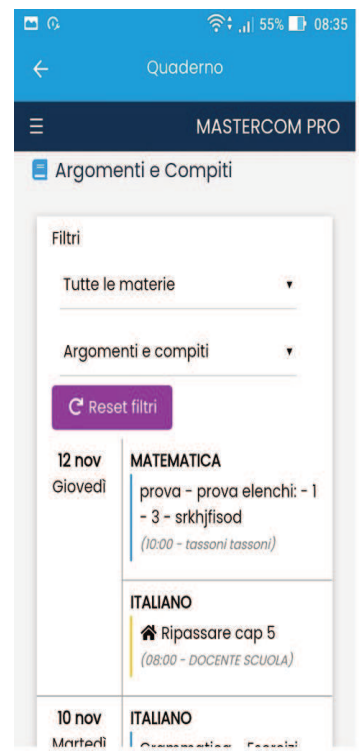 55% 08:35
Quaderno
MASTERCOM PRO
Argomenti e Compiti
Filtri
Tutte le materie
Argomenti e compiti
Reset filtri
12 nov
Giovedì
MATEMATICA
prova - prova elenchi: - 1
- 3 - srkhjfisod
(10:00 - tassoni tassoni)
ITALIANO
Ripassare cap 5
(08:00 - DOCENTE SCUOLA)
10 nov
Martedì
ITALIANO
Grammatica - Esercizi